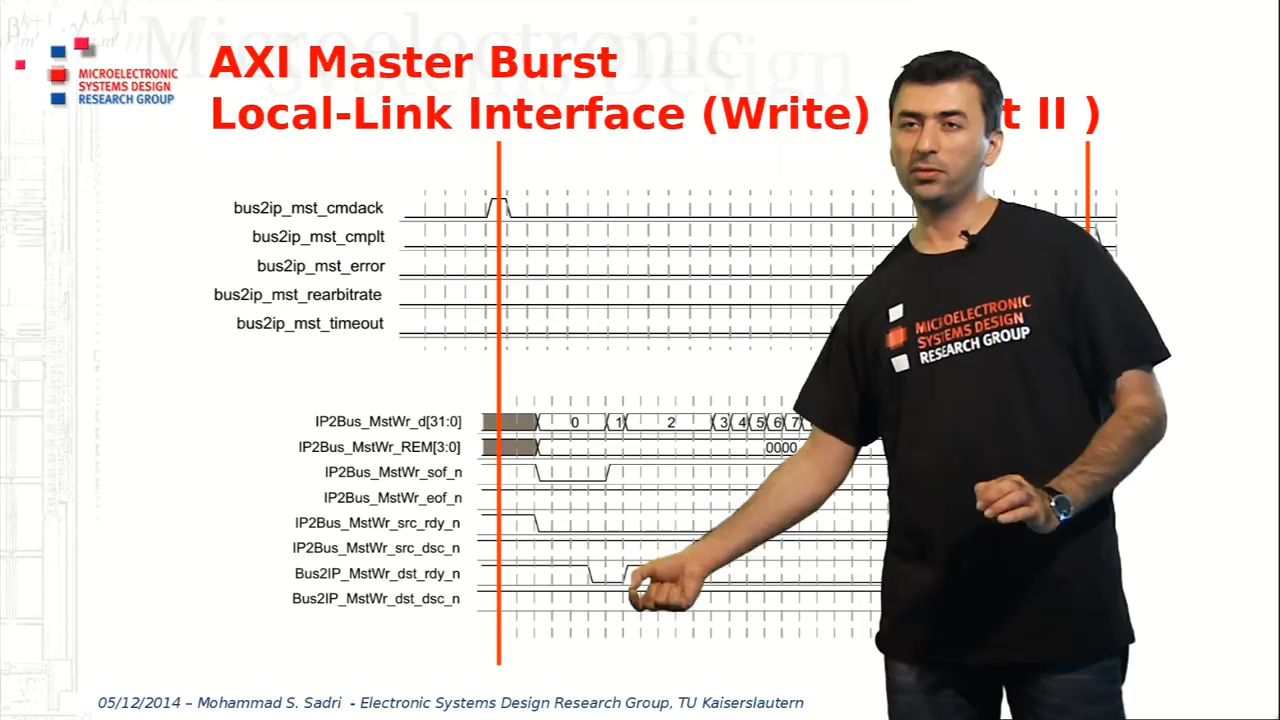 Microelectronic
AXI Master Burst
Local-Link Interface (Write) t II )
MICROELECTRONIC
SYSTEMS DESIGN
RESEARCH GROUP
bus2ip_mst_cmdack
bus2ip_mst_cmplt
bus2ip_mst_error
bus2ip_mst_rearbitrate
bus2ip_mst_timeout
MICROELECTRONIC
SYSTEMS DESIGN
RESEARCH GROUP
IP2Bus_MstWr_d[31:0] 0 1 2 3 4 5 6 7
IP2Bus_MstWr_REM[3:0] 0000
IP2Bus_MstWr_sof_n
IP2Bus_MstWr_eof_n
IP2Bus_MstWr_src_rdy_n
IP2Bus_MstWr_src_dsc_n
Bus2IP_MstWr_dst_rdy_n
Bus2IP_MstWr_dst_dsc_n
05/12/2014 – Mohammad S. Sadri - Electronic Systems Design Research Group, TU Kaiserslautern